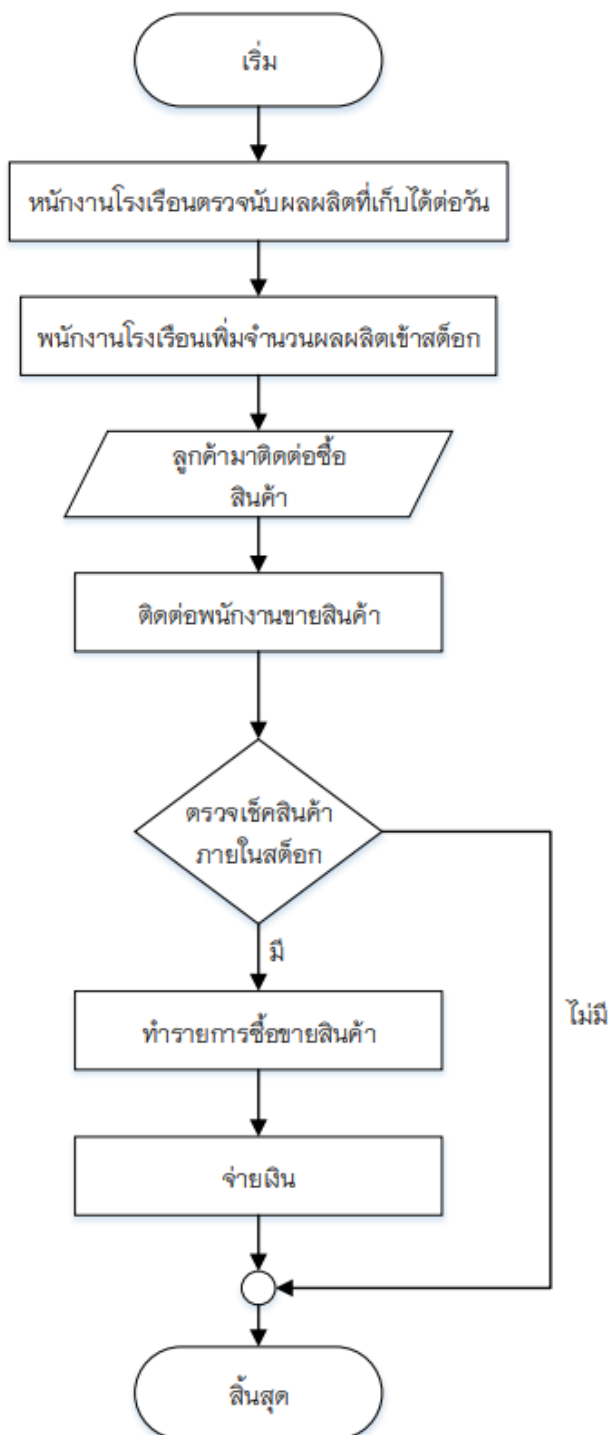 เริ่ม
หนักงานโรงเรือนตรวจนับผลผลิตที่เก็บได้ต่อวัน
พนักงานโรงเรือนเพิ่มจำนวนผลผลิตเข้าสต็อก
ลูกค้ามาติดต่อซื้อ
สินค้า
ติดต่อพนักงานขายสินค้า
ตรวจเช็คสินค้า
ภายในสต็อก
มี
ไม่มี
ทำรายการซื้อขายสินค้า
จ่ายเงิน
สิ้นสุด